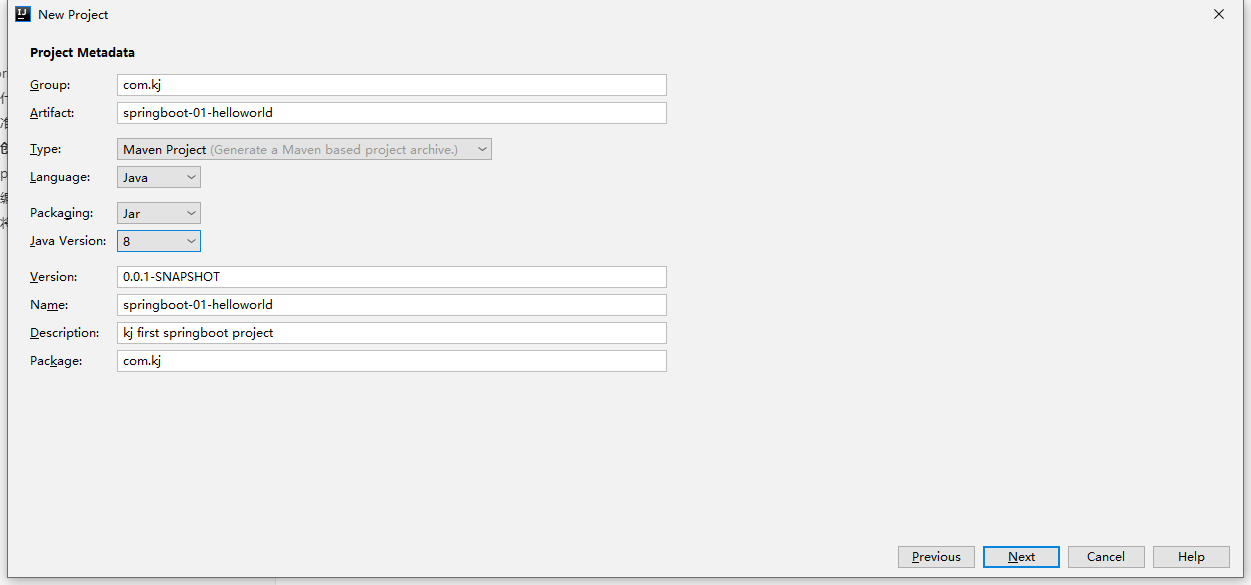 New Project
Project Metadata
Group: com.kj
Artifact: springboot-01-helloworld
Type: Maven Project (Generate a Maven based project archive.)
Language: Java
Packaging: Jar
Java Version: 8
Version: 0.0.1-SNAPSHOT
Name: springboot-01-helloworld
Description: kj first springboot project
Package: com.kj
Previous Next Cancel Help